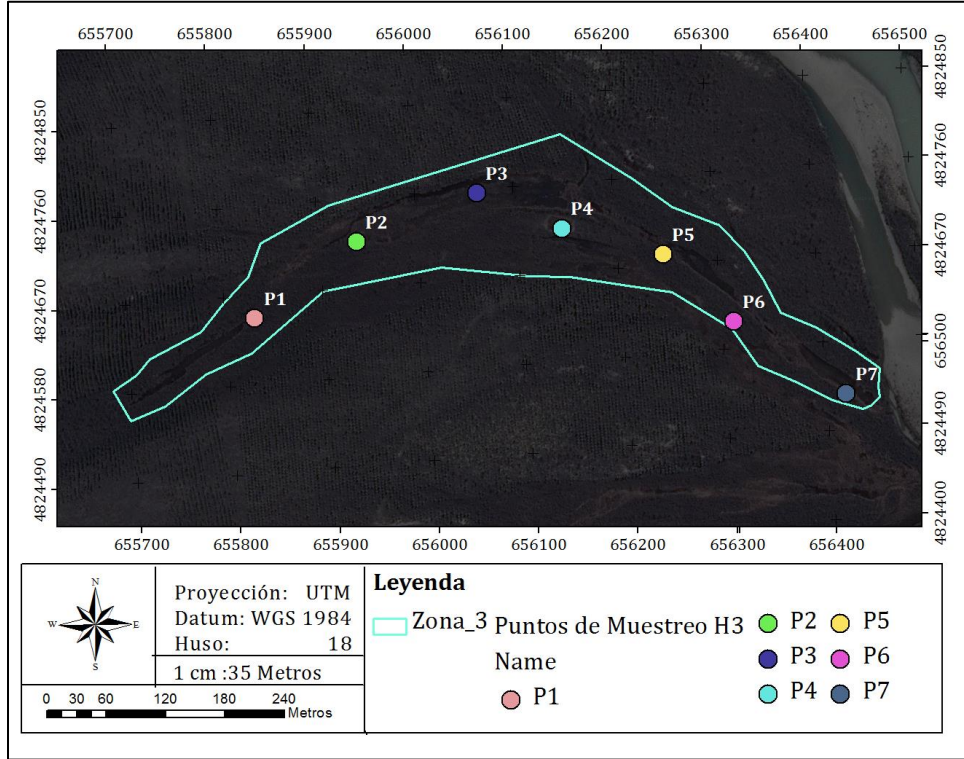 655700 655800 655900 656000 656100 656200 656300 656400 656500
4824850
4824760
4824670
4824580
4824490
4824850
4824760
4824670
656500
4824490
4824400
P1
P2
P3
P4
P5
P6
P7
655700 655800 655900 656000 656100 656200 656300 656400
N
W E
S
Proyección: UTM
Datum: WGS 1984
Huso: 18
1 cm :35 Metros
0 30 60 120 180 240
Metros
Leyenda
Zona_3 Puntos de Muestreo H3
Name
P1
P2
P3
P4
P5
P6
P7